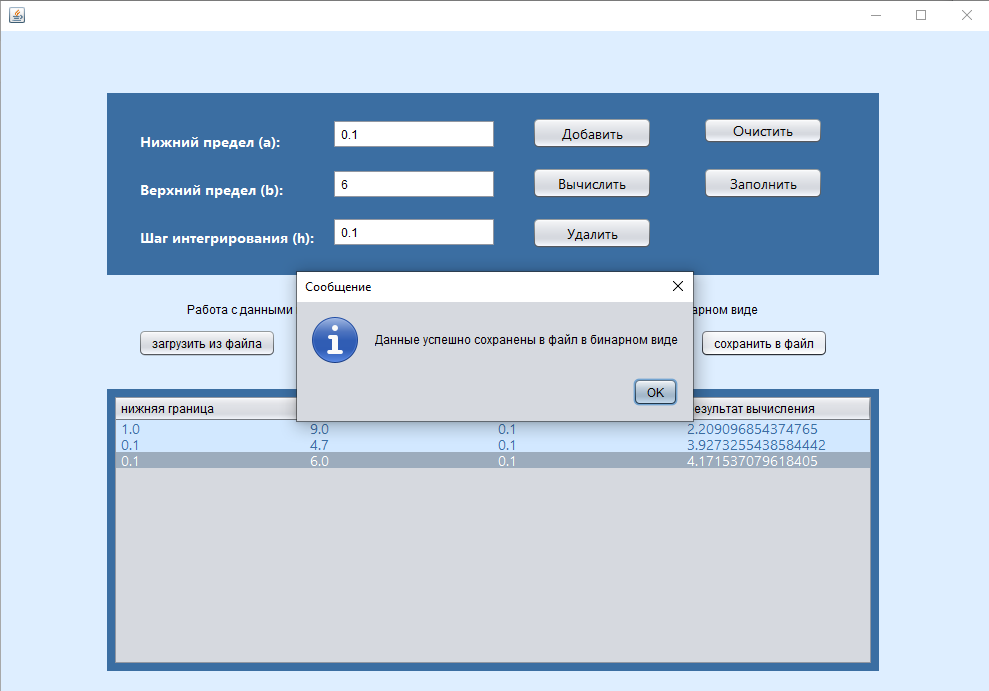 Нижний предел (a):
0.1
Добавить
Очистить
Верхний предел (b):
6
Вычислить
Заполнить
Шаг интегрирования (h):
0.1
Удалить
Сообщение
Работа с данными
Данные успешно сохранены в файл в бинарном виде
виде
загрузить из файла
сохранить в файл
OK
нижняя граница
вычисления
1.0 9.0 0.1 2.209096854374765
0.1 4.7 0.1 3.9273255438584442
0.1 6.0 0.1 4.171537079618405